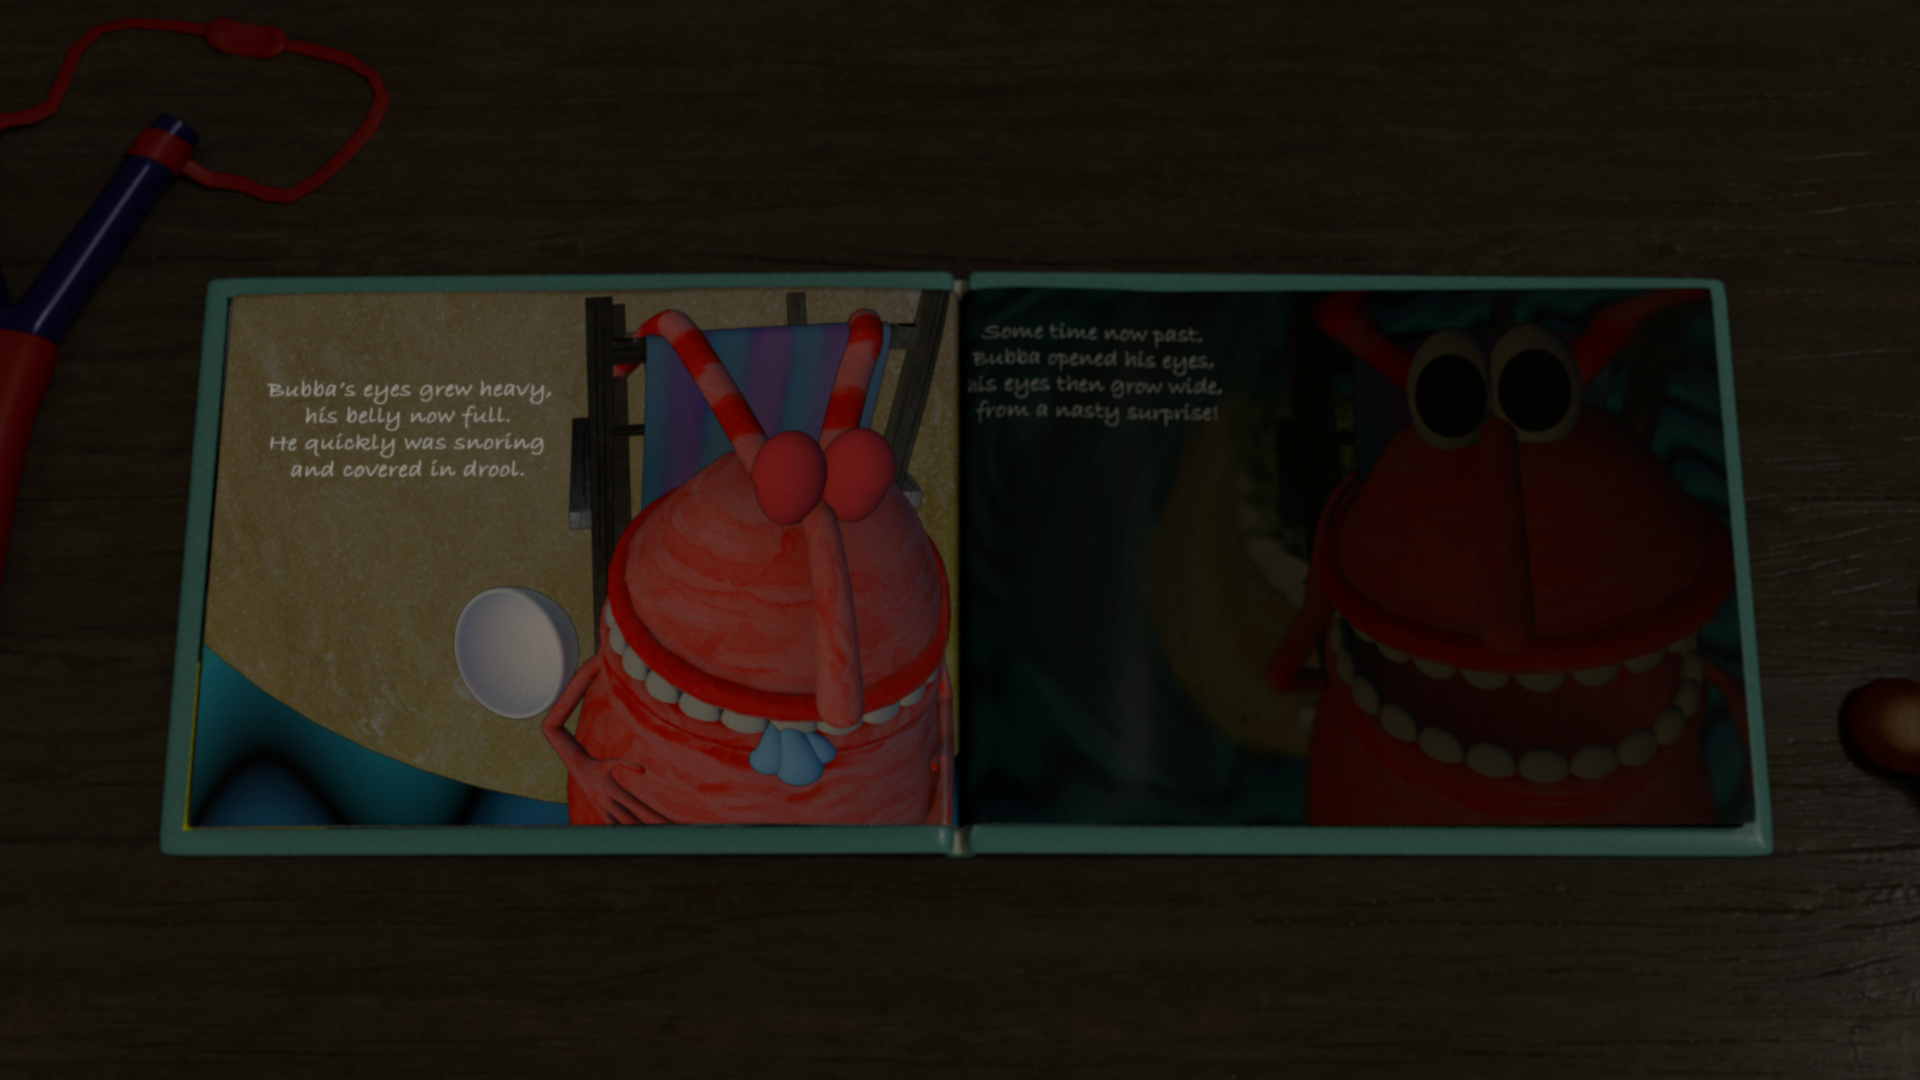 Bubba's eyes grew heavy,
his belly now full.
He quickly was snoring
and covered in drool.
Some time now past,
Bubba opened his eyes,
his eyes then grow wide,
from a nasty surprise!